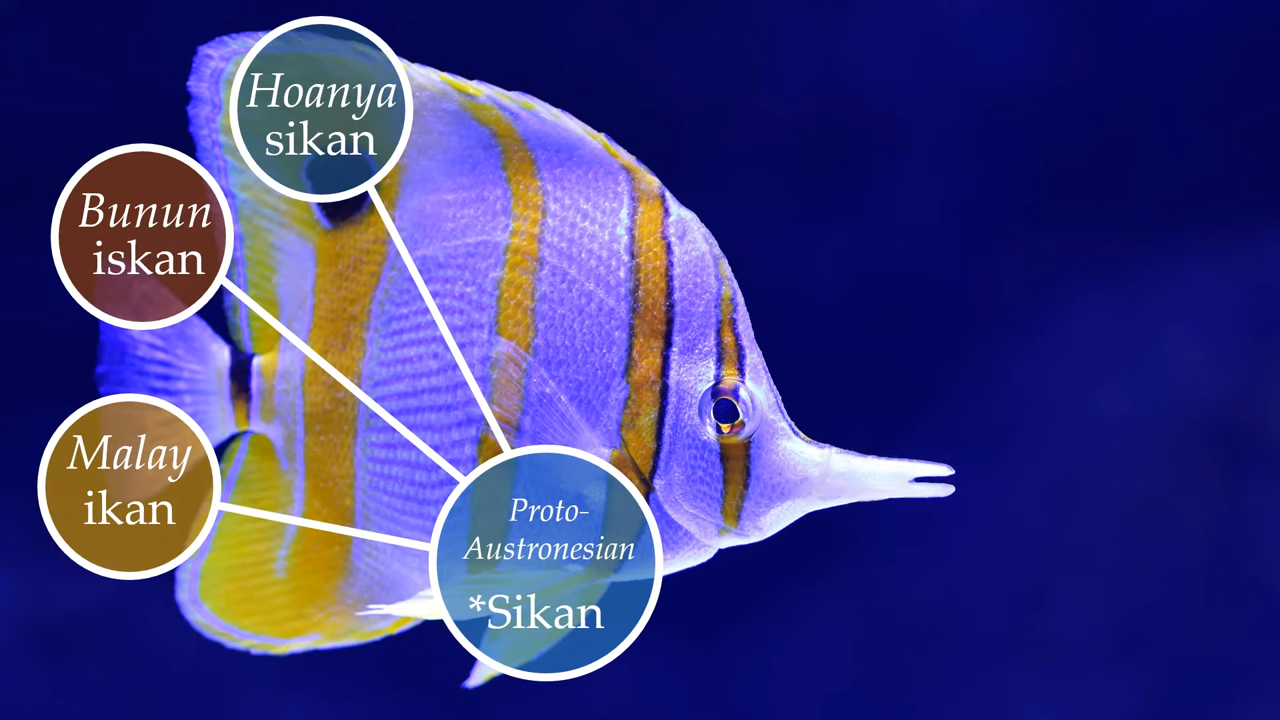 Hoanya
sikan
Bunun
iskan
Malay
ikan
Proto-
Austronesian
*Sikan